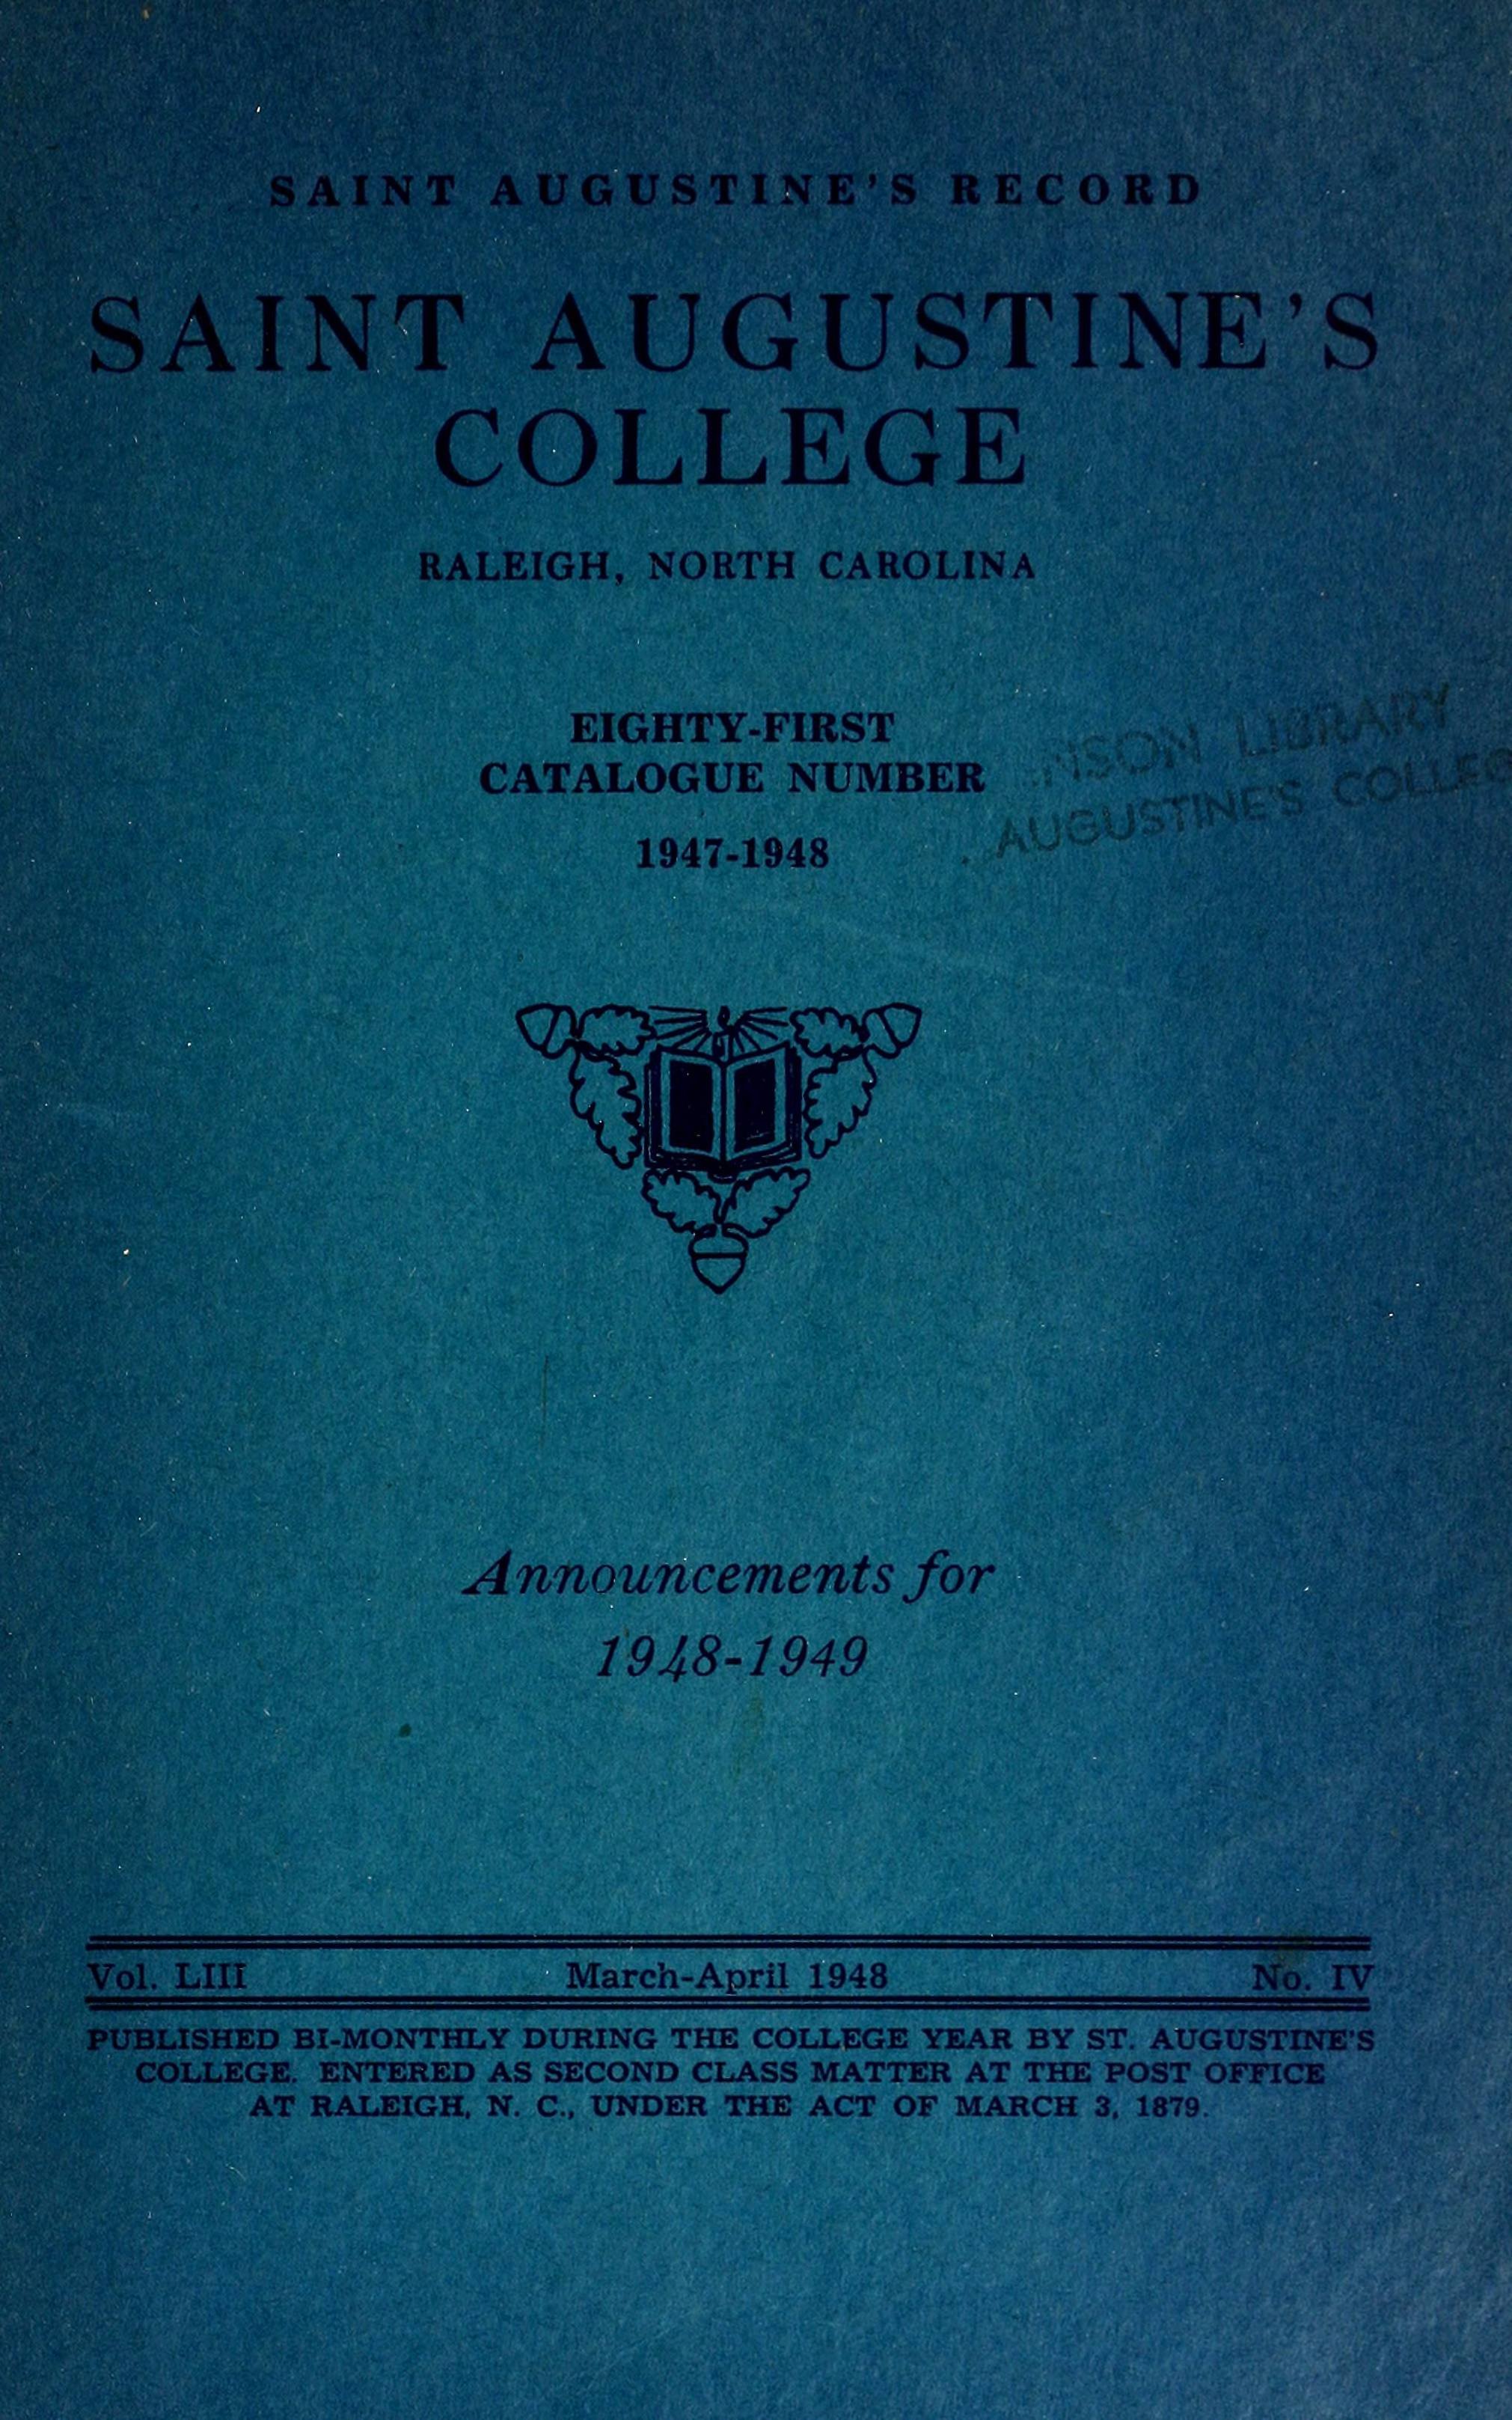 SAINT AUGUSTINE'S RECORD
SAINT AUGUSTINE'S
COLLEGE
RALEIGH, NORTH CAROLINA
EIGHTY-FIRST
CATALOGUE NUMBER
1947-1948
LIBRARY
AUGUSTINE'S
Announcements for
1948-1949
Vol. LIII March-April 1948 No. IV
PUBLISHED BI-MONTHLY DURING THE COLLEGE YEAR BY ST. AUGUSTINE'S
COLLEGE. ENTERED AS SECOND CLASS MATTER AT THE POST OFFICE
AT RALEIGH, N. C., UNDER THE ACT OF MARCH 3, 1879.